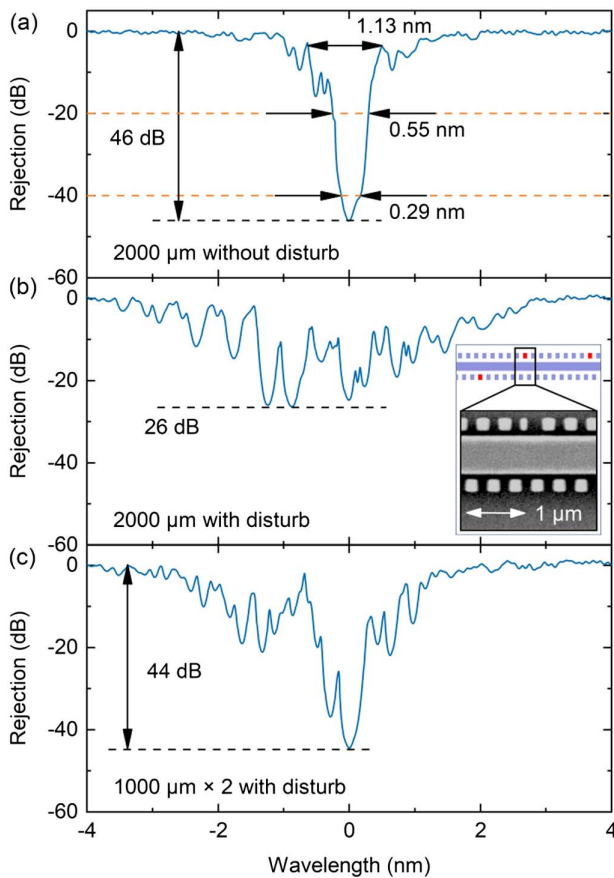 (a)
0
-20
-40
-60
Rejection (dB)
1.13 nm
46 dB
0.55 nm
0.29 nm
2000 μm without disturb
(b)
0
-20
-40
-60
Rejection (dB)
26 dB
1 μm
2000 μm with disturb
(c)
0
-20
-40
-60
Rejection (dB)
44 dB
1000 μm × 2 with disturb
-4 -2 0 2 4
Wavelength (nm)